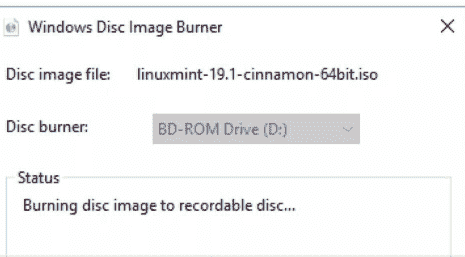 Windows Disc Image Burner
Disc image file: linuxmint-19.1-cinnamon-64bit.iso
Disc burner: BD-ROM Drive (D:)
Status
Burning disc image to recordable disc...